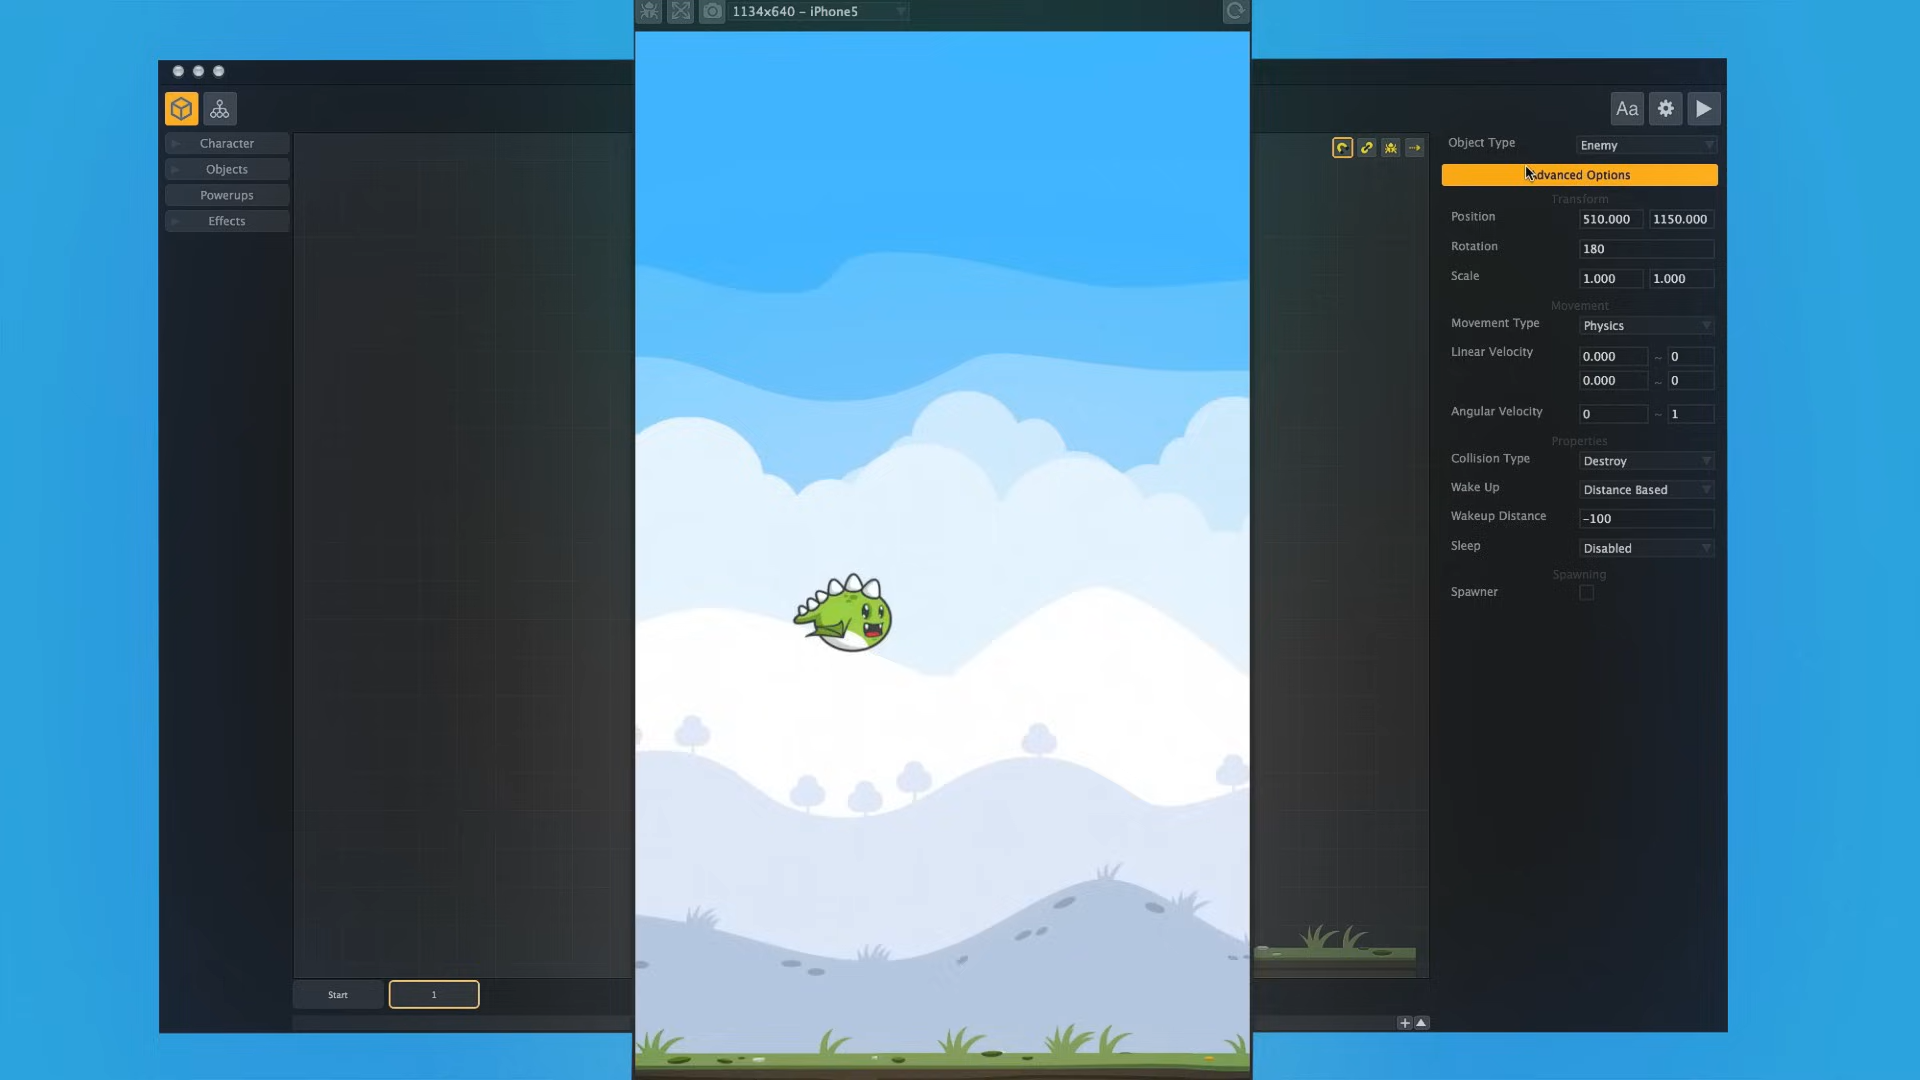 1134x640 - iPhone5
Character
Objects
Powerups
Effects
Start
1
Aa
Object Type Enemy
Advanced Options
Transform
Position 510.000 1150.000
Rotation 180
Scale 1.000 1.000
Movement
Movement Type Physics
Linear Velocity 0.000 ~ 0
0.000 ~ 0
Angular Velocity 0 ~ 1
Properties
Collision Type Destroy
Wake Up Distance Based
Wakeup Distance -100
Sleep Disabled
Spawning
Spawner